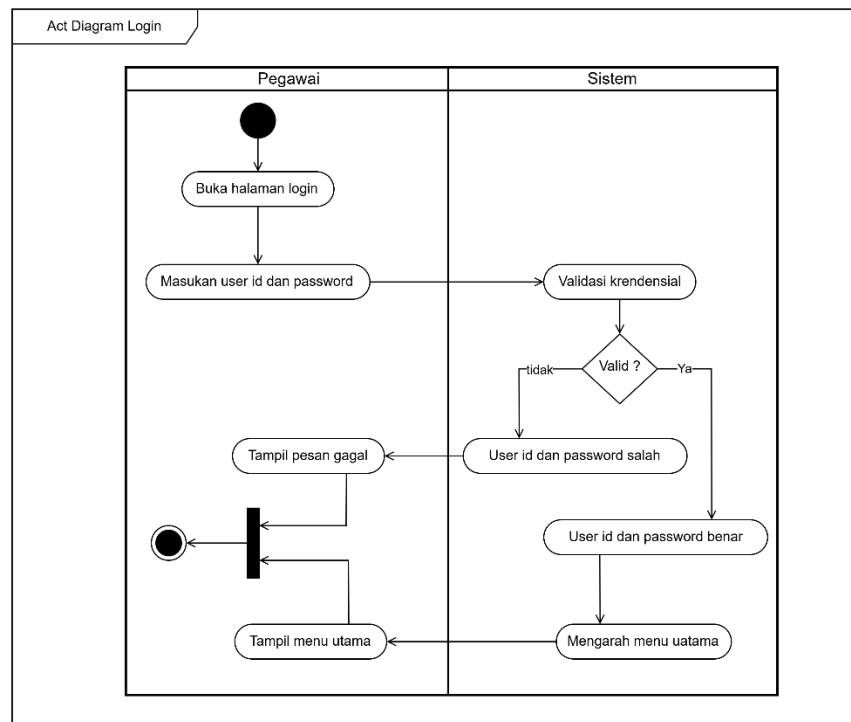 Act Diagram Login
Pegawai
Sistem
Buka halaman login
Masukan user id dan password
Validasi krendensial
Valid ?
tidak
Ya
Tampil pesan gagal
User id dan password salah
User id dan password benar
Tampil menu utama
Mengarah menu uatama